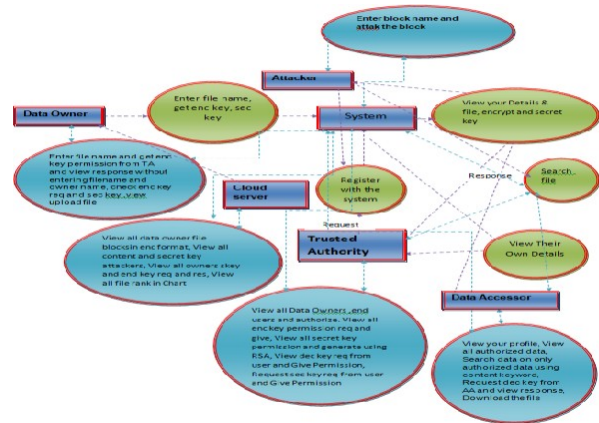 Enter block name and
attak the block
Attacker
Data Owner
Enter file name,
get enc key, sec
key
System
View your Details &
file, encrypt and secret
key
Enter file name and get enc
key permission from TA
and view response without
entering filename and
owner name, check enc key
req and sec key ,view
upload file
Cloud
server
Register
with the
system
Response
Search
file
Request
Trusted
Authority
View Their
Own Details
View all data owner file
blocks in enc format, View all
content and secret key
attackers, View all owners ckey
and end key req and res, View
all file rank in Chart
Data Accessor
View all Data Owners ,end
users and authorize, View all
enc key permission req and
give, View all secret key
permission and generate using
RSA, View dec key req from
user and Give Permission,
Request sec key req from user
and Give Permission
View your profile, View
all authorized data,
Search data on only
authorized data using
content keyword,
Request dec key from
AA and view response,
Download the fils